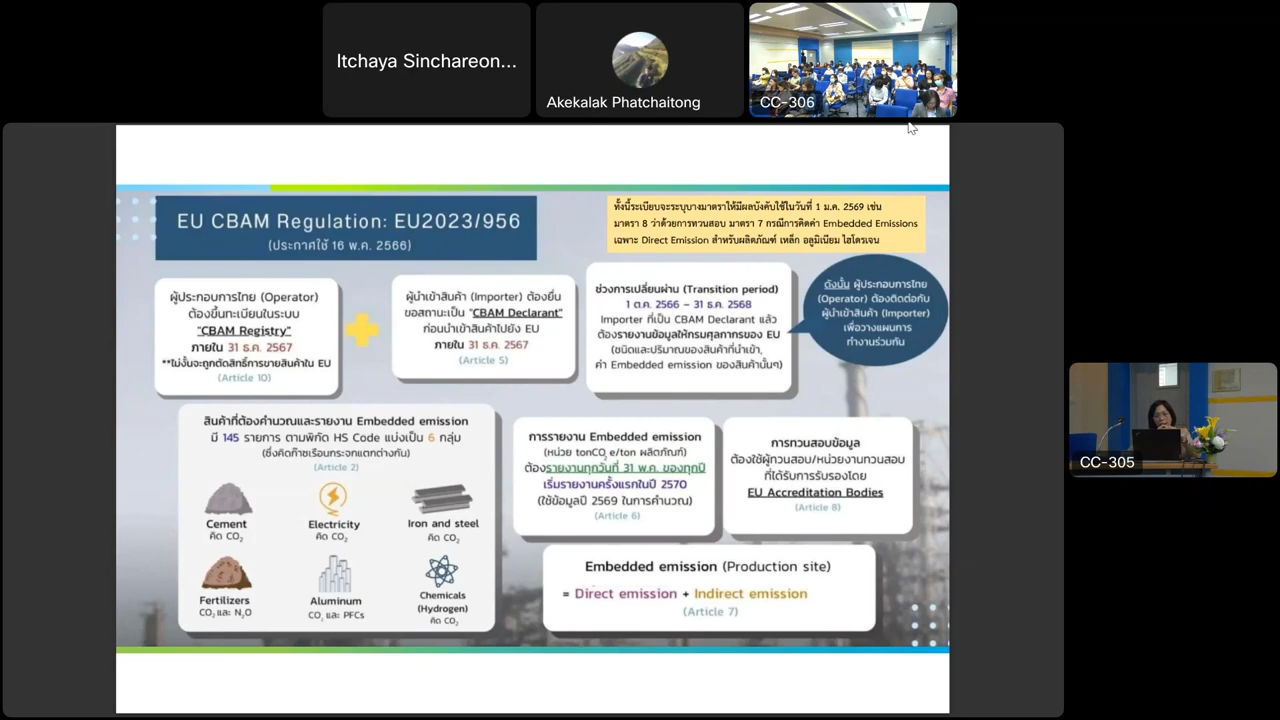 Itchaya Sinchareon...
Akekalak Phatchaitong
CC-306
EU CBAM Regulation: EU2023/956
(ประกาศใช้ 16 พ.ค. 2566)
ทั้งนี้ระเบียบจะระบุบางมาตราให้มีผลบังคับใช้ในวันที่ 1 ม.ค. 2569 เช่น
มาตรา 8 ว่าด้วยการทวนสอบ มาตรา 7 กรณีการคิดค่า Embedded Emissions
เฉพาะ Direct Emission สำหรับผลิตภัณฑ์ เหล็ก อลูมิเนียม ไฮโดรเจน
ผู้ประกอบการไทย (Operator)
ต้องขึ้นทะเบียนในระบบ
"CBAM Registry"
ภายใน 31 ธ.ค. 2567
**ไม่งั้นจะถูกตัดสิทธิ์การขายสินค้าใน EU
(Article 10)
ผู้นำเข้าสินค้า (Importer) ต้องยื่น
ขอสถานะเป็น "CBAM Declarant"
ก่อนนำเข้าสินค้าไปยัง EU
ภายใน 31 ธ.ค. 2567
(Article 5)
ช่วงการเปลี่ยนผ่าน (Transition period)
1 ต.ค. 2566 – 31 ธ.ค. 2568
Importer ที่เป็น CBAM Declarant แล้ว
ต้องรายงานข้อมูลให้กรมศุลกากรของ EU
(ชนิดและปริมาณของสินค้าที่นำเข้า,
ค่า Embedded emission ของสินค้านั้นๆ)
ดังนั้น ผู้ประกอบการไทย
(Operator) ต้องติดต่อกับ
ผู้นำเข้าสินค้า (Importer)
เพื่อวางแผนการ
ทำงานร่วมกัน
สินค้าที่ต้องคำนวณและรายงาน Embedded emission
มี 145 รายการ ตามพิกัด HS Code แบ่งเป็น 6 กลุ่ม
(ซึ่งคิดก๊าซเรือนกระจกแตกต่างกัน)
(Article 2)
Cement
คิด CO₂
Electricity
คิด CO₂
Iron and steel
คิด CO₂
Fertilizers
CO₂ และ N₂O
Aluminum
CO₂ และ PFCs
Chemicals
(Hydrogen)
คิด CO₂
การรายงาน Embedded emission
(หน่วย tonCO₂e/ton ผลิตภัณฑ์)
ต้องรายงานทุกวันที่ 31 พ.ค. ของทุกปี
เริ่มรายงานครั้งแรกในปี 2570
(ใช้ข้อมูลปี 2569 ในการคำนวณ)
(Article 6)
การทวนสอบข้อมูล
ต้องใช้ผู้ทวนสอบ/หน่วยงานทวนสอบ
ที่ได้รับการรับรองโดย
EU Accreditation Bodies
(Article 8)
Embedded emission (Production site)
= Direct emission + Indirect emission
(Article 7)
CC-305